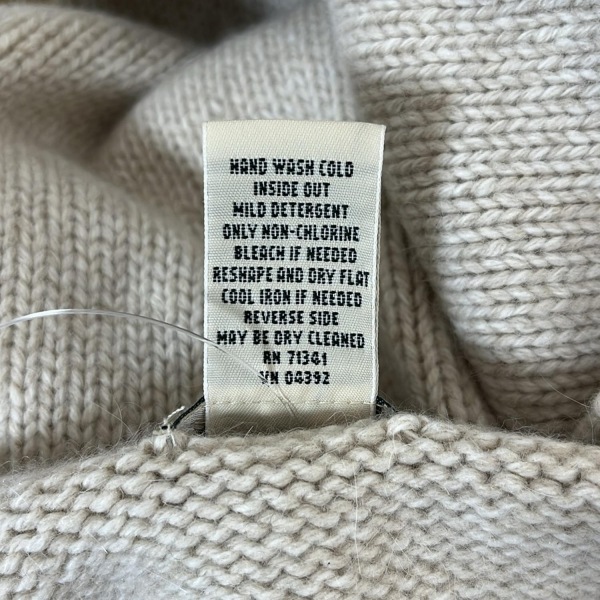 HAND WASH COLD
INSIDE OUT
MILD DETERGENT
ONLY NON-CHLORINE
BLEACH IF NEEDED
RESHAPE AND DRY FLAT
COOL IRON IF NEEDED
REVERSE SIDE
MAY BE DRY CLEANED
RN 71341
VN 04392